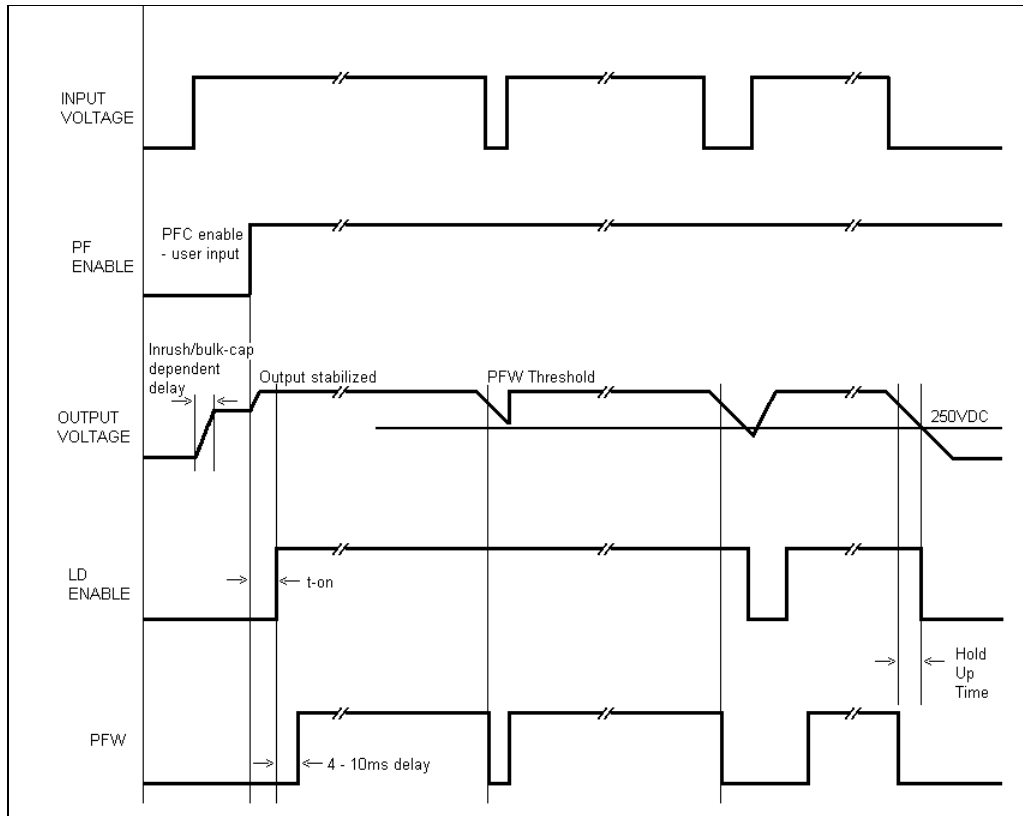 INPUT
VOLTAGE
PFC enable
- user input
PF
ENABLE
Inrush/bulk-cap
dependent
delay
Output stabilized
PFW Threshold
OUTPUT
VOLTAGE
250VDC
LD
ENABLE
t-on
Hold
Up
Time
PFW
4 - 10ms delay